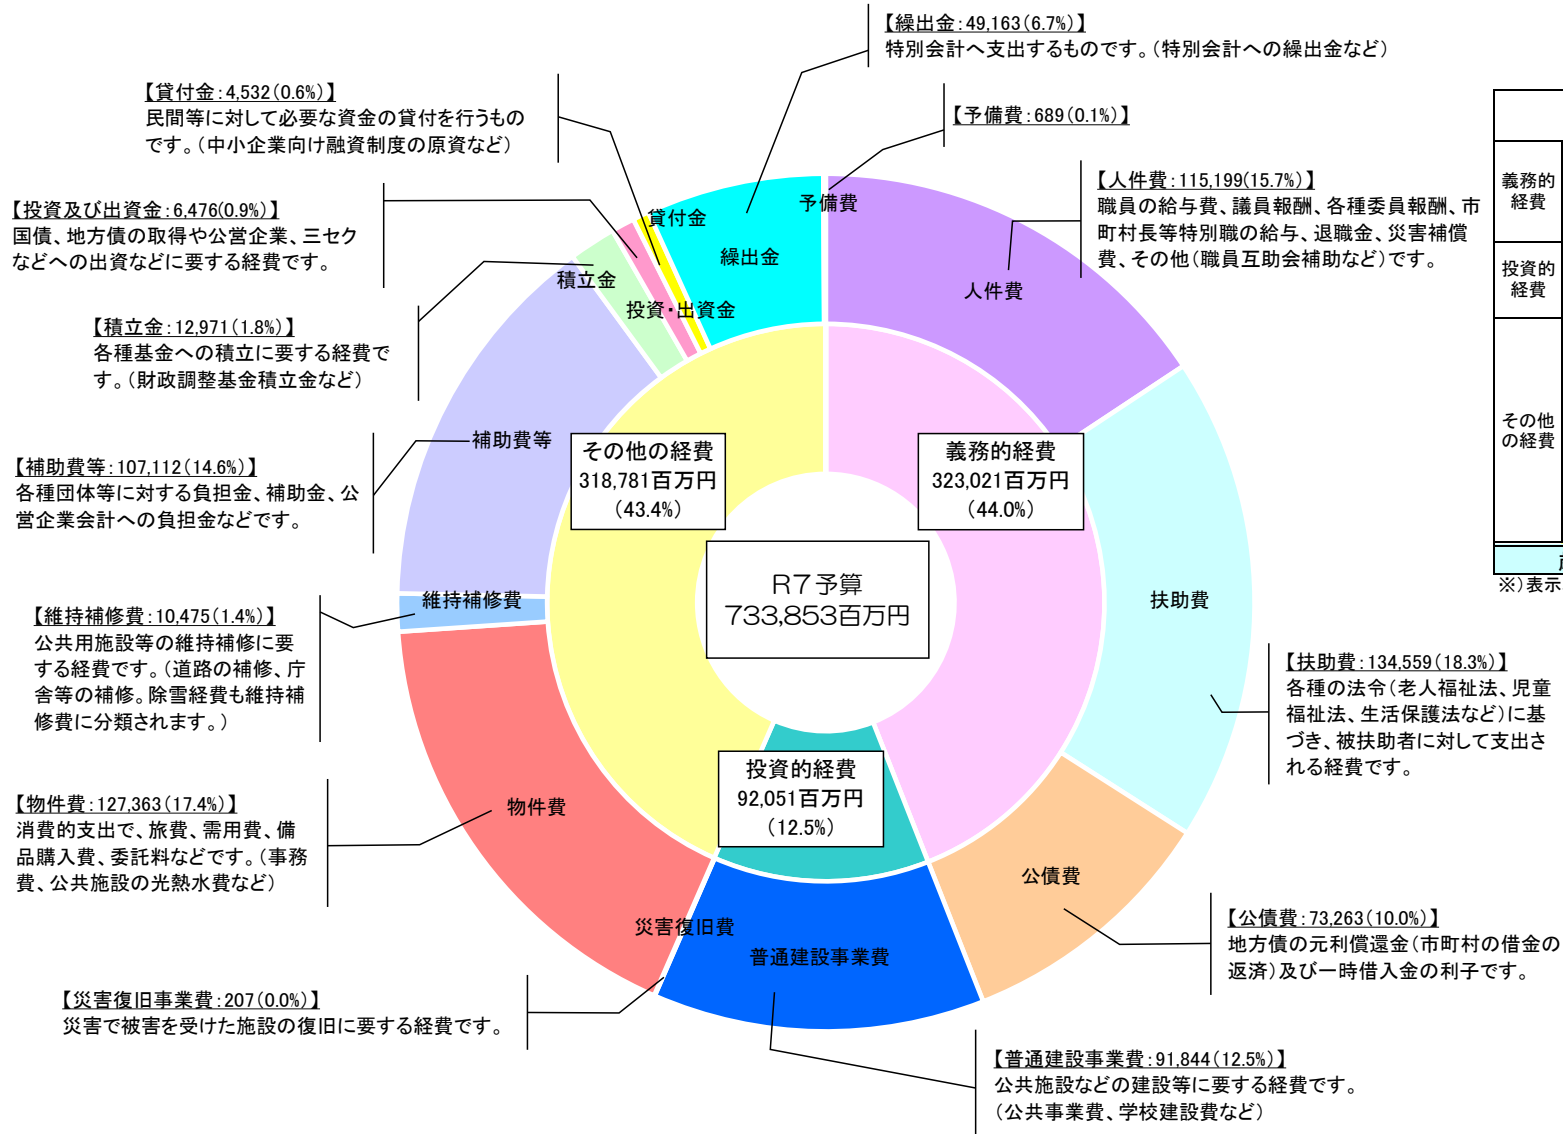 【繰出金:49,163(6.7%)】
特別会計へ支出するものです。(特別会計への繰出金など)
【貸付金:4,532(0.6%)】
民間等に対して必要な資金の貸付を行うもの
です。(中小企業向け融資制度の原資など)
【予備費:689(0.1%)】
【人件費:115,199(15.7%)】
職員の給与費、議員報酬、各種委員報酬、市
町村長等特別職の給与、退職金、災害補償
費、その他(職員互助会補助など)です。
【投資及び出資金:6,476(0.9%)】
国債、地方債の取得や公営企業、三セク
などへの出資などに要する経費です。
【積立金:12,971(1.8%)】
各種基金への積立に要する経費で
す。(財政調整基金積立金など)
【補助費等:107,112(14.6%)】
各種団体等に対する負担金、補助金、公
営企業会計への負担金などです。
【維持補修費:10,475(1.4%)】
公共用施設等の維持補修に要
する経費です。(道路の補修、庁
舎等の補修。除雪経費も維持補
修費に分類されます。)
【物件費:127,363(17.4%)】
消費的支出で、旅費、需用費、備
品購入費、委託料などです。(事務
費、公共施設の光熱水費など)
【災害復旧事業費:207(0.0%)】
災害で被害を受けた施設の復旧に要する経費です。
予備費
貸付金
繰出金
積立金
投資・出資金
人件費
補助費等
維持補修費
扶助費
物件費
公債費
災害復旧費
普通建設事業費
その他の経費
318,781百万円
(43.4%)
義務的経費
323,021百万円
(44.0%)
R7予算
733,853百万円
投資的経費
92,051百万円
(12.5%)
【扶助費:134,559(18.3%)】
各種の法令(老人福祉法、児童
福祉法、生活保護法など)に基
づき、被扶助者に対して支出さ
れる経費です。
【公債費:73,263(10.0%)】
地方債の元利償還金(市町村の借金の
返済)及び一時借入金の利子です。
【普通建設事業費:91,844(12.5%)】
公共施設などの建設等に要する経費です。
(公共事業費、学校建設費など)
義務的
経費
投資的
経費
その他
の経費
※)表示